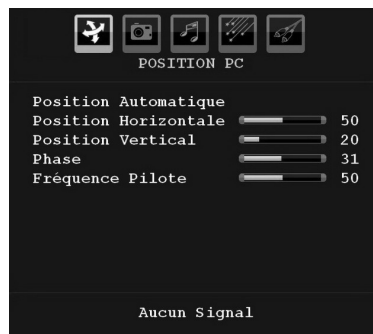 POSITION PC
Position Automatique
Position Horizontale 50
Position Vertical 20
Phase 31
Fréquence Pilote 50
Aucun Signal